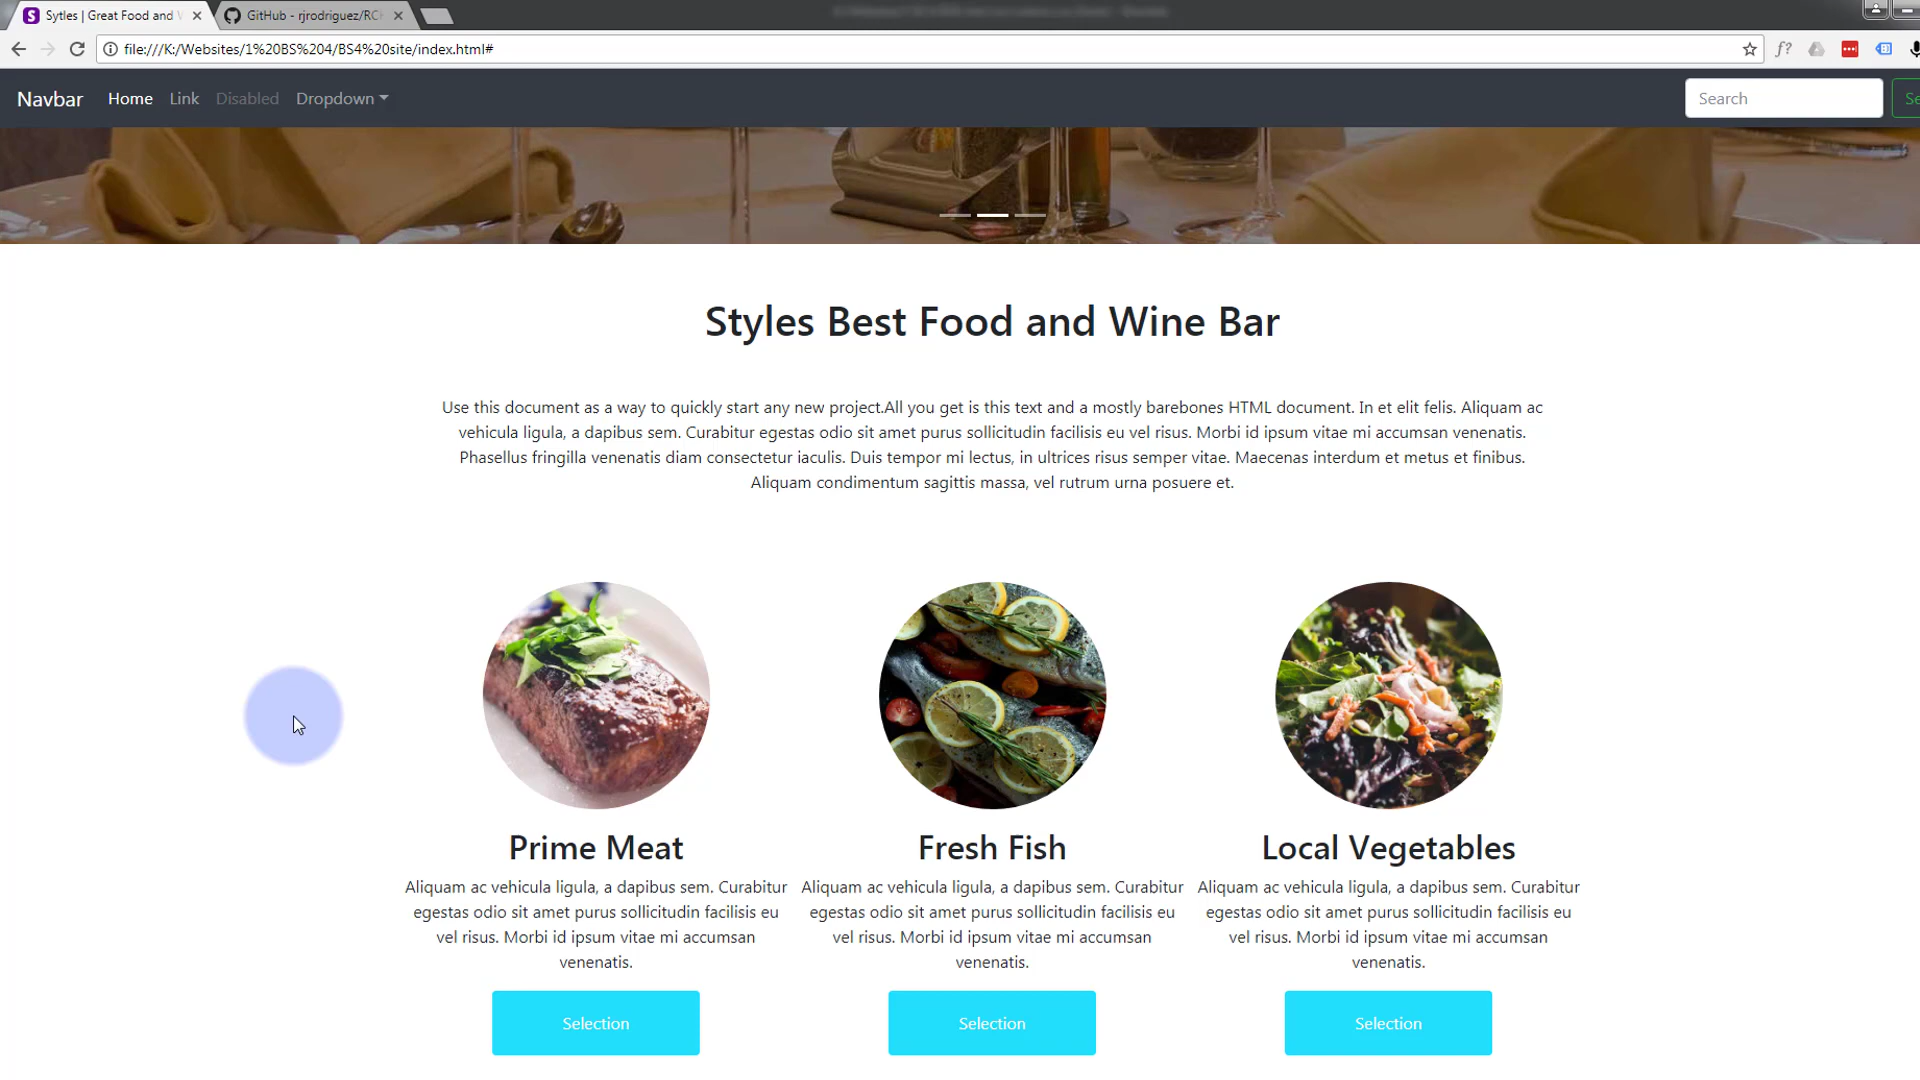 Sytles | Great Food and
GitHub - rjrodriguez/RC
file:///K:/Websites/1%20BS%204/BS4%20site/index.html#
f?
Navbar Home Link Disabled Dropdown Search Se
Styles Best Food and Wine Bar
Use this document as a way to quickly start any new project.All you get is this text and a mostly barebones HTML document. In et elit felis. Aliquam ac
vehicula ligula, a dapibus sem. Curabitur egestas odio sit amet purus sollicitudin facilisis eu vel risus. Morbi id ipsum vitae mi accumsan venenatis.
Phasellus fringilla venenatis diam consectetur iaculis. Duis tempor mi lectus, in ultrices risus semper vitae. Maecenas interdum et metus et finibus.
Aliquam condimentum sagittis massa, vel rutrum urna posuere et.
Prime Meat
Aliquam ac vehicula ligula, a dapibus sem. Curabitur
egestas odio sit amet purus sollicitudin facilisis eu
vel risus. Morbi id ipsum vitae mi accumsan
venenatis.
Selection
Fresh Fish
Aliquam ac vehicula ligula, a dapibus sem. Curabitur
egestas odio sit amet purus sollicitudin facilisis eu
vel risus. Morbi id ipsum vitae mi accumsan
venenatis.
Selection
Local Vegetables
Aliquam ac vehicula ligula, a dapibus sem. Curabitur
egestas odio sit amet purus sollicitudin facilisis eu
vel risus. Morbi id ipsum vitae mi accumsan
venenatis.
Selection